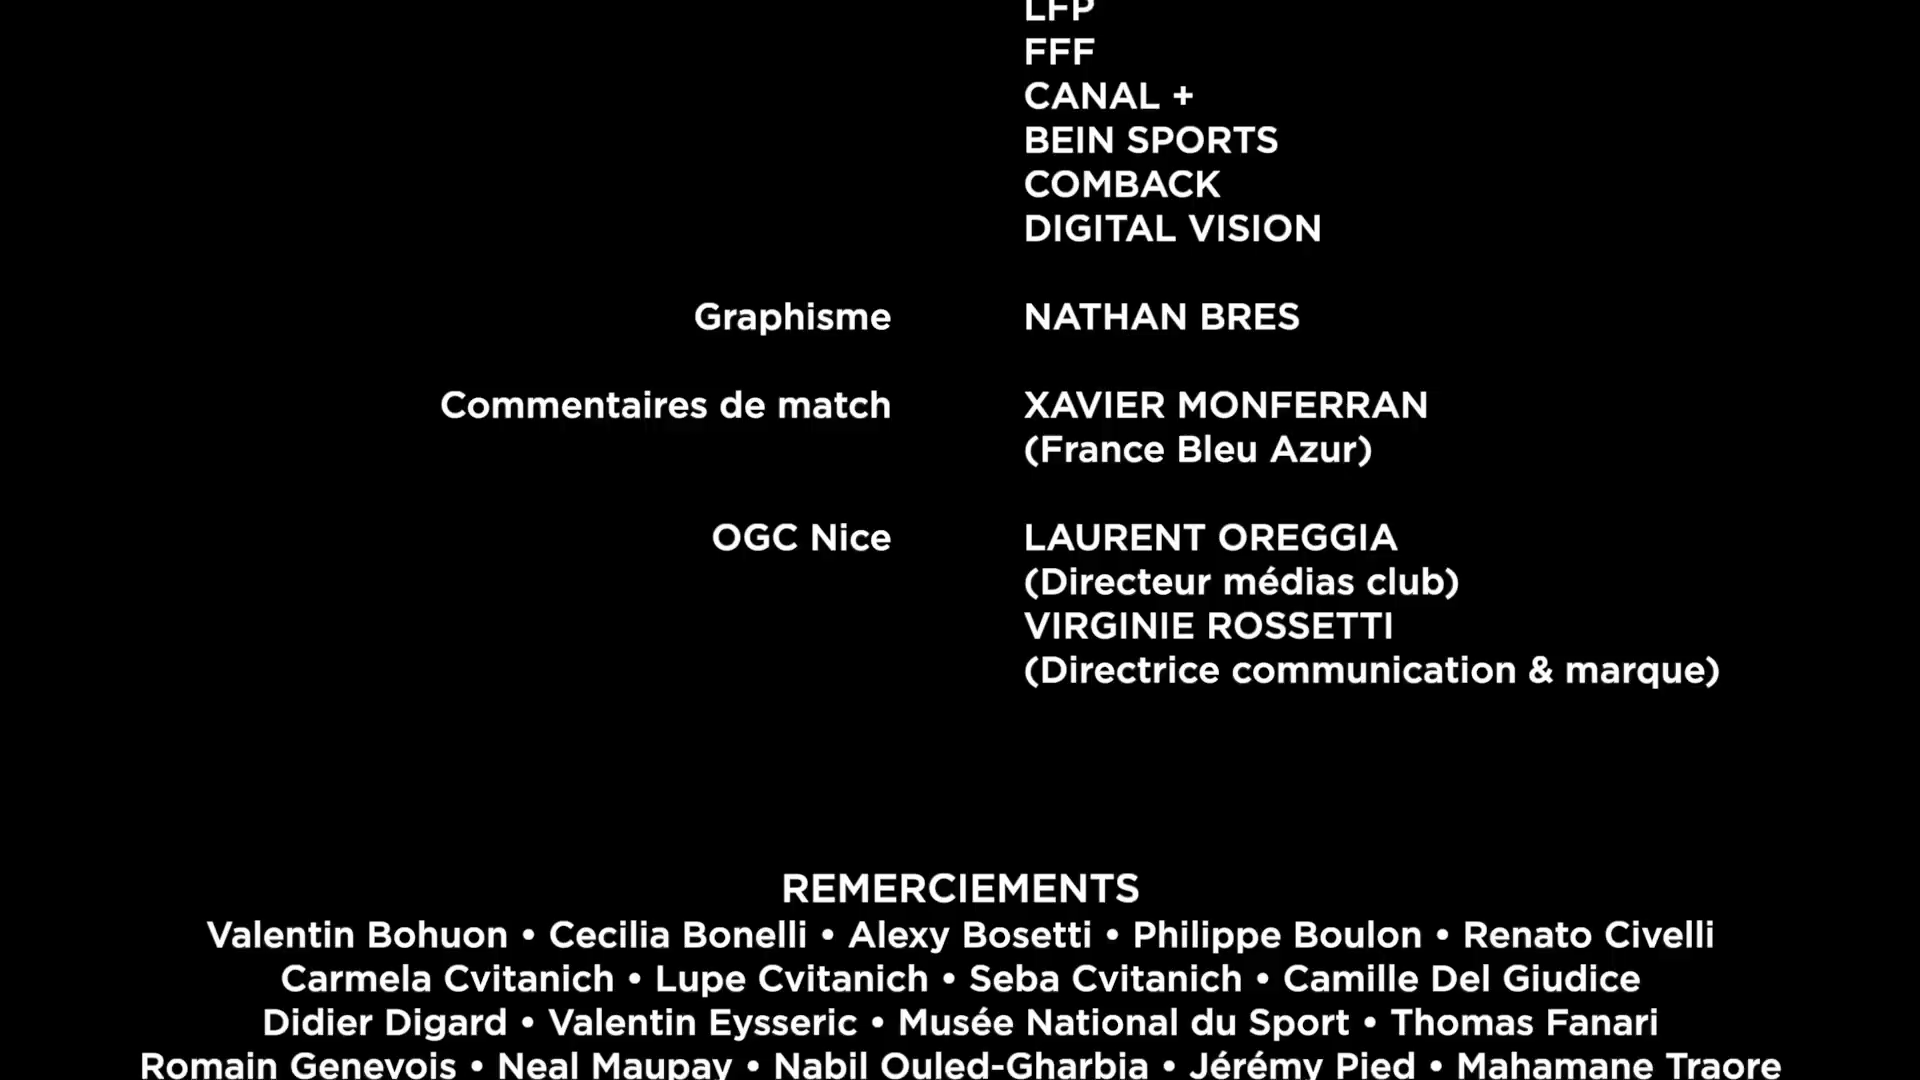 LFP
FFF
CANAL +
BEIN SPORTS
COMBACK
DIGITAL VISION
Graphisme NATHAN BRES
Commentaires de match XAVIER MONFERRAN
(France Bleu Azur)
OGC Nice LAURENT OREGGIA
(Directeur médias club)
VIRGINIE ROSSETTI
(Directrice communication & marque)
REMERCIEMENTS
Valentin Bohuon • Cecilia Bonelli • Alexy Bosetti • Philippe Boulon • Renato Civelli
Carmela Cvitanich • Lupe Cvitanich • Seba Cvitanich • Camille Del Giudice
Didier Digard • Valentin Eysseric • Musée National du Sport • Thomas Fanari
Romain Genevois • Neal Maupay • Nabil Ouled-Gharbia • Jérémy Pied • Mahamane Traore